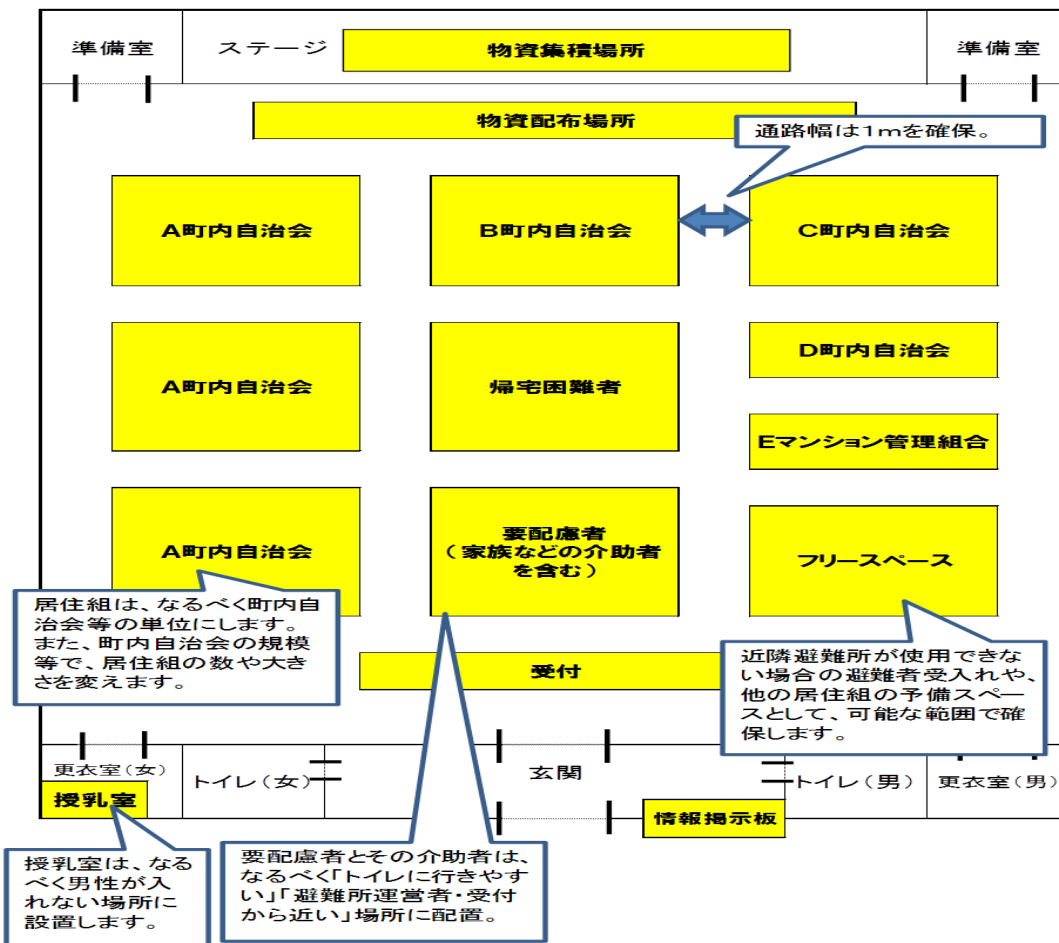 準備室
ステージ
物資集積場所
準備室
物資配布場所
通路幅は1mを確保。
A町内自治会
B町内自治会
C町内自治会
D町内自治会
A町内自治会
帰宅困難者
Eマンション管理組合
A町内自治会
要配慮者
(家族などの介助者
を含む)
フリースペース
居住組は、なるべく町内自
治会等の単位にします。
また、町内自治会の規模
等で、居住組の数や大き
さを変えます。
受付
近隣避難所が使用できな
い場合の避難者受入れや、
他の居住組の予備スペー
スとして、可能な範囲で確
保します。
更衣室(女)
トイレ(女)
玄関
トイレ(男)
更衣室(男)
授乳室
情報掲示板
授乳室は、なる
べく男性が入
れない場所に
設置します。
要配慮者とその介助者は、
なるべく「トイレに行きやす
い」「避難所運営者・受付
から近い」場所に配置。